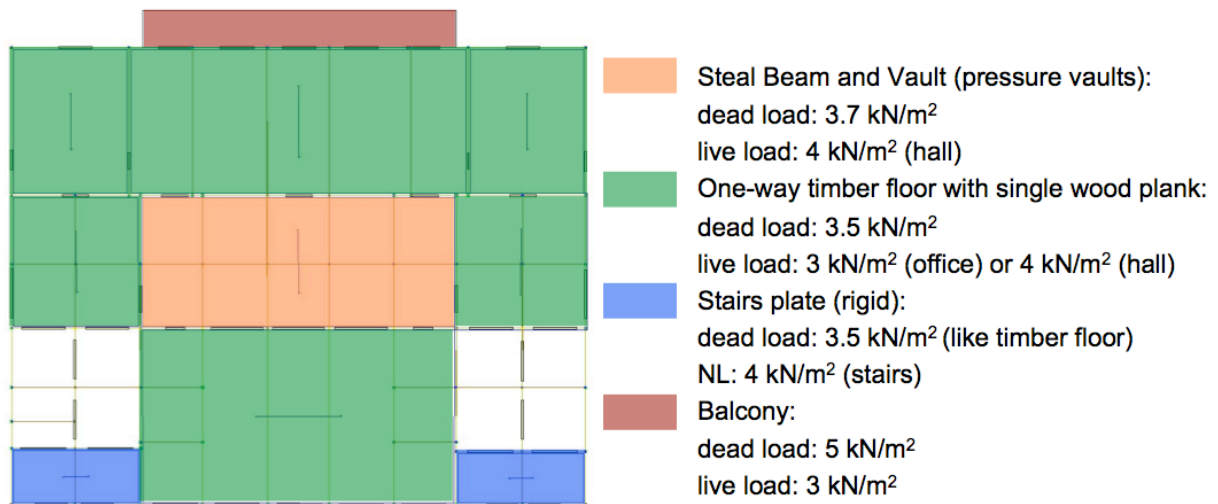 Steal Beam and Vault (pressure vaults):
dead load: 3.7 kN/m²
live load: 4 kN/m² (hall)
One-way timber floor with single wood plank:
dead load: 3.5 kN/m²
live load: 3 kN/m² (office) or 4 kN/m² (hall)
Stairs plate (rigid):
dead load: 3.5 kN/m² (like timber floor)
NL: 4 kN/m² (stairs)
Balcony:
dead load: 5 kN/m²
live load: 3 kN/m²